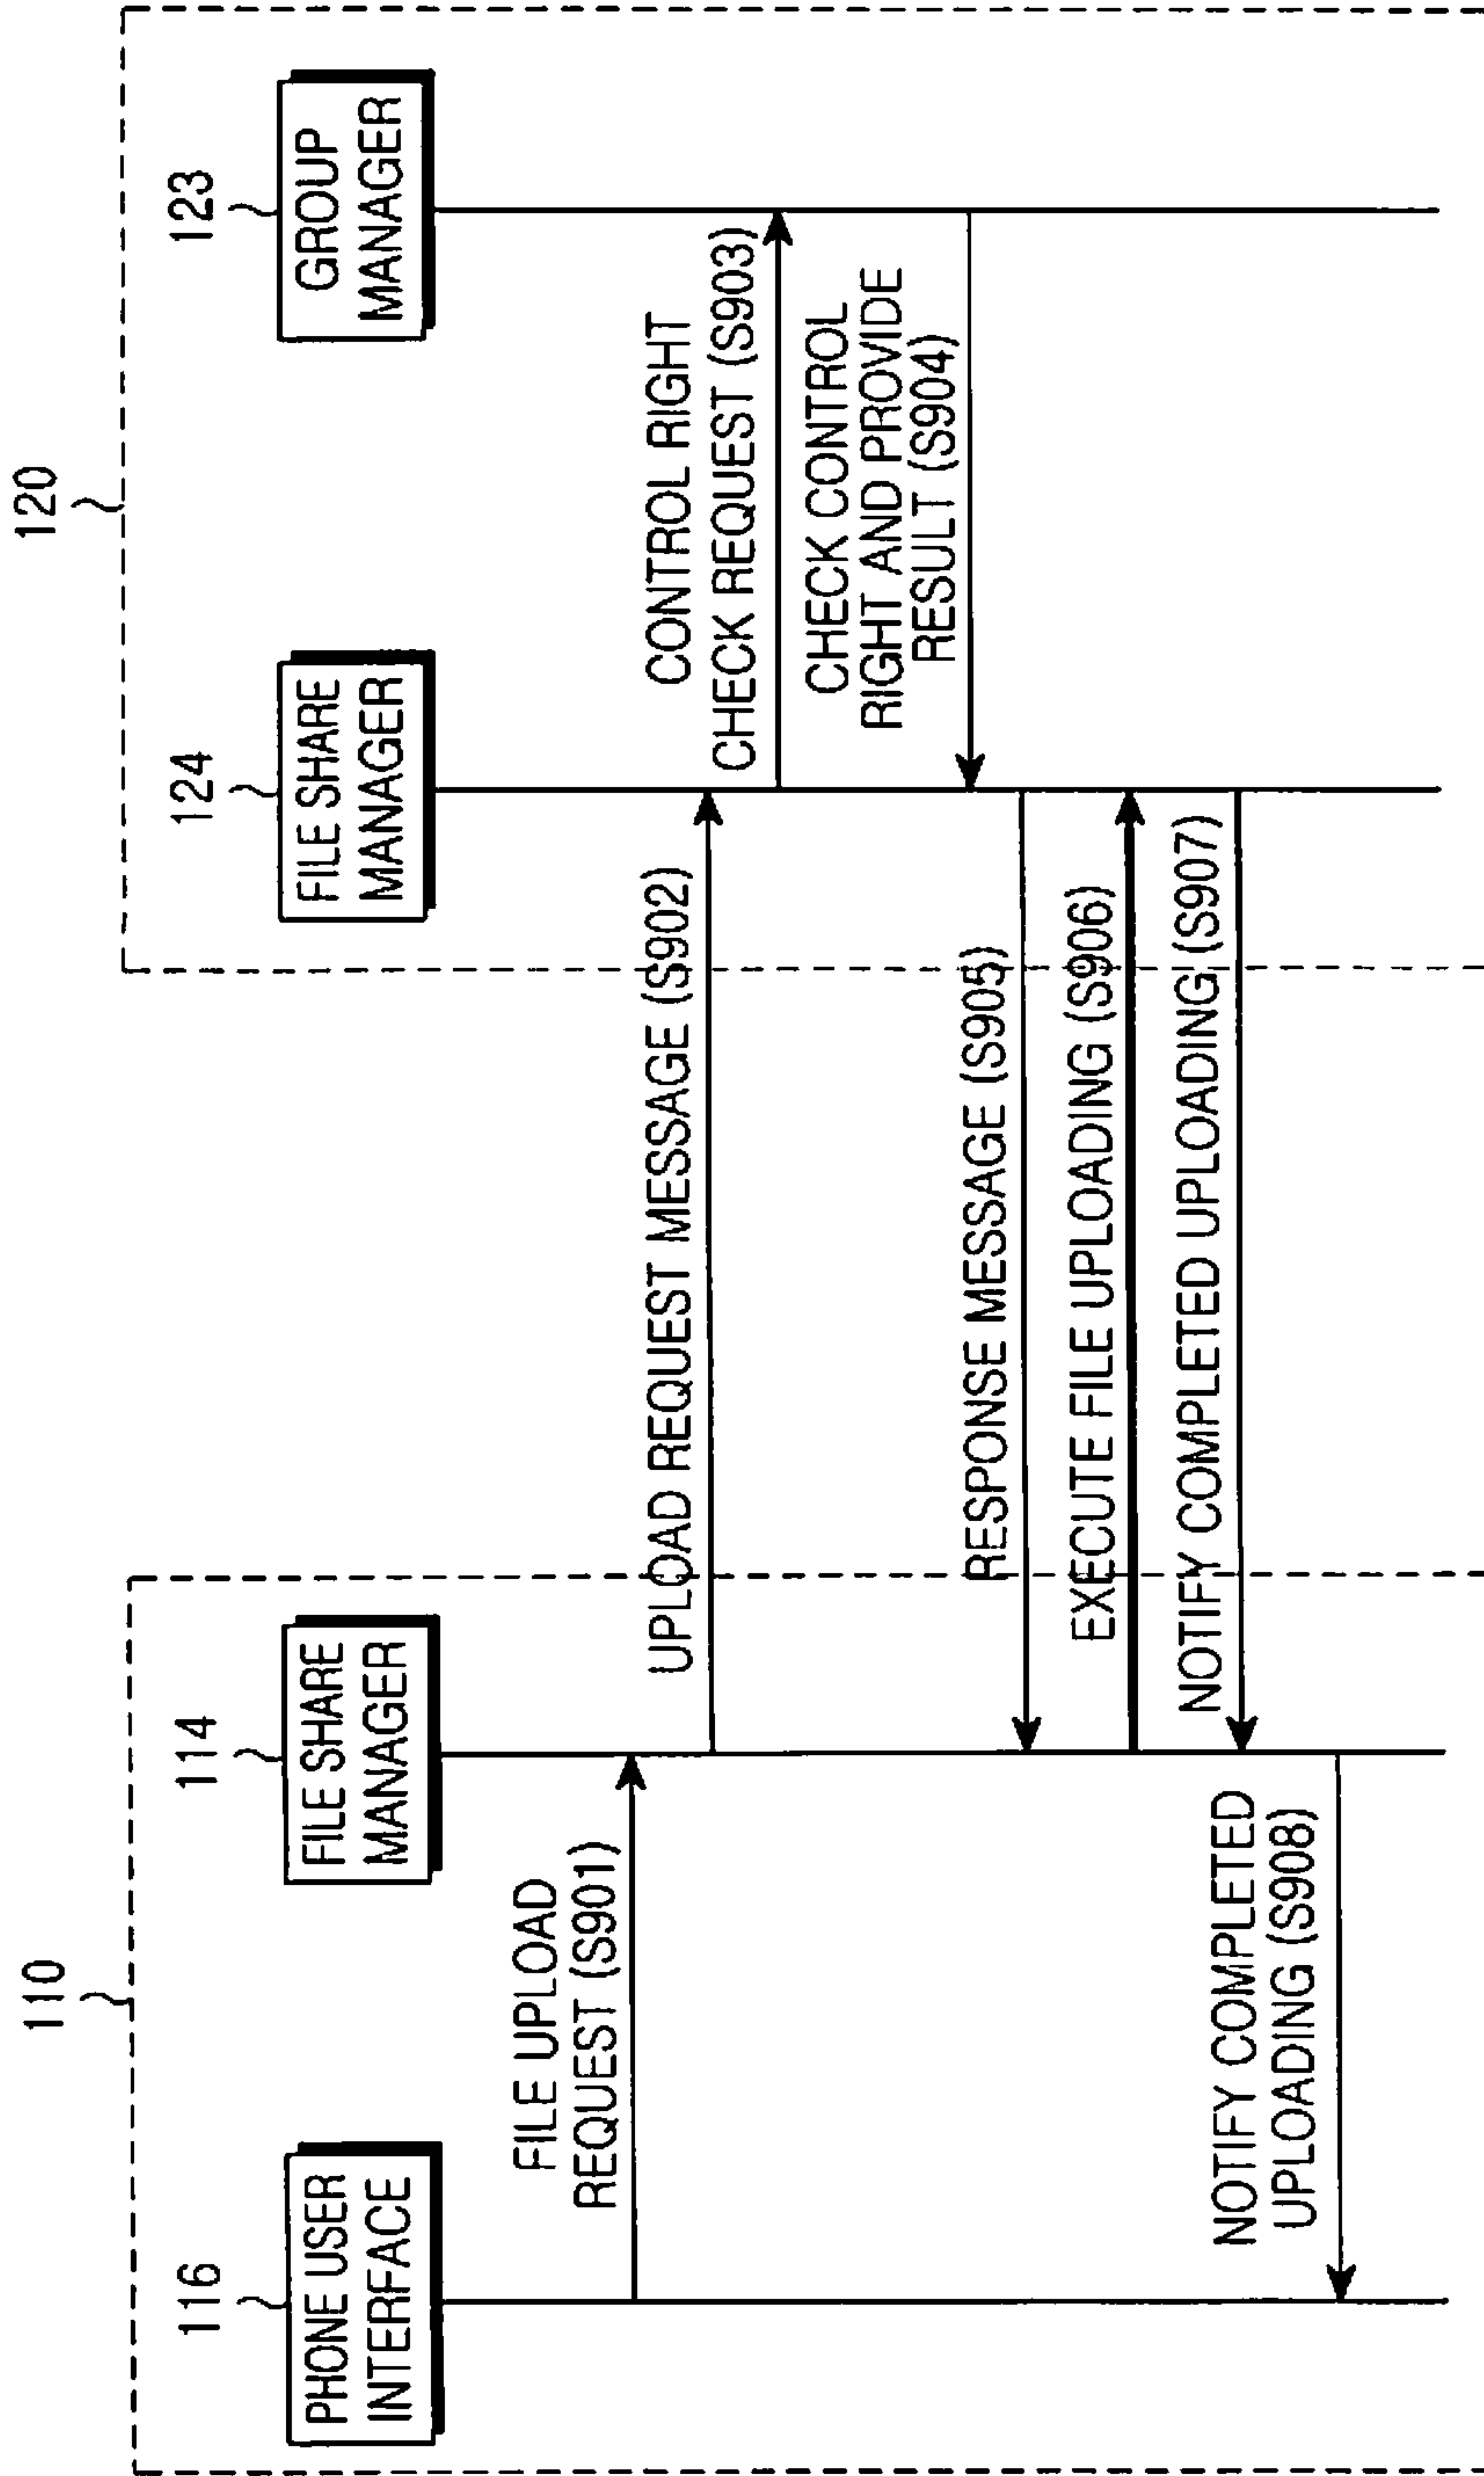 110
120
116
114
124
123
PHONE USER
INTERFACE
FILE SHARE
MANAGER
FILE SHARE
MANAGER
GROUP
MANAGER
FILE UPLOAD
REQUEST (S901)
UPLOAD REQUEST MESSAGE (S902)
CONTROL RIGHT
CHECK REQUEST (S903)
CHECK CONTROL
RIGHT AND PROVIDE
RESULT (S904)
RESPONSE MESSAGE (S905)
EXECUTE FILE UPLOADING (S906)
NOTIFY COMPLETED UPLOADING (S907)
NOTIFY COMPLETED
UPLOADING (S908)